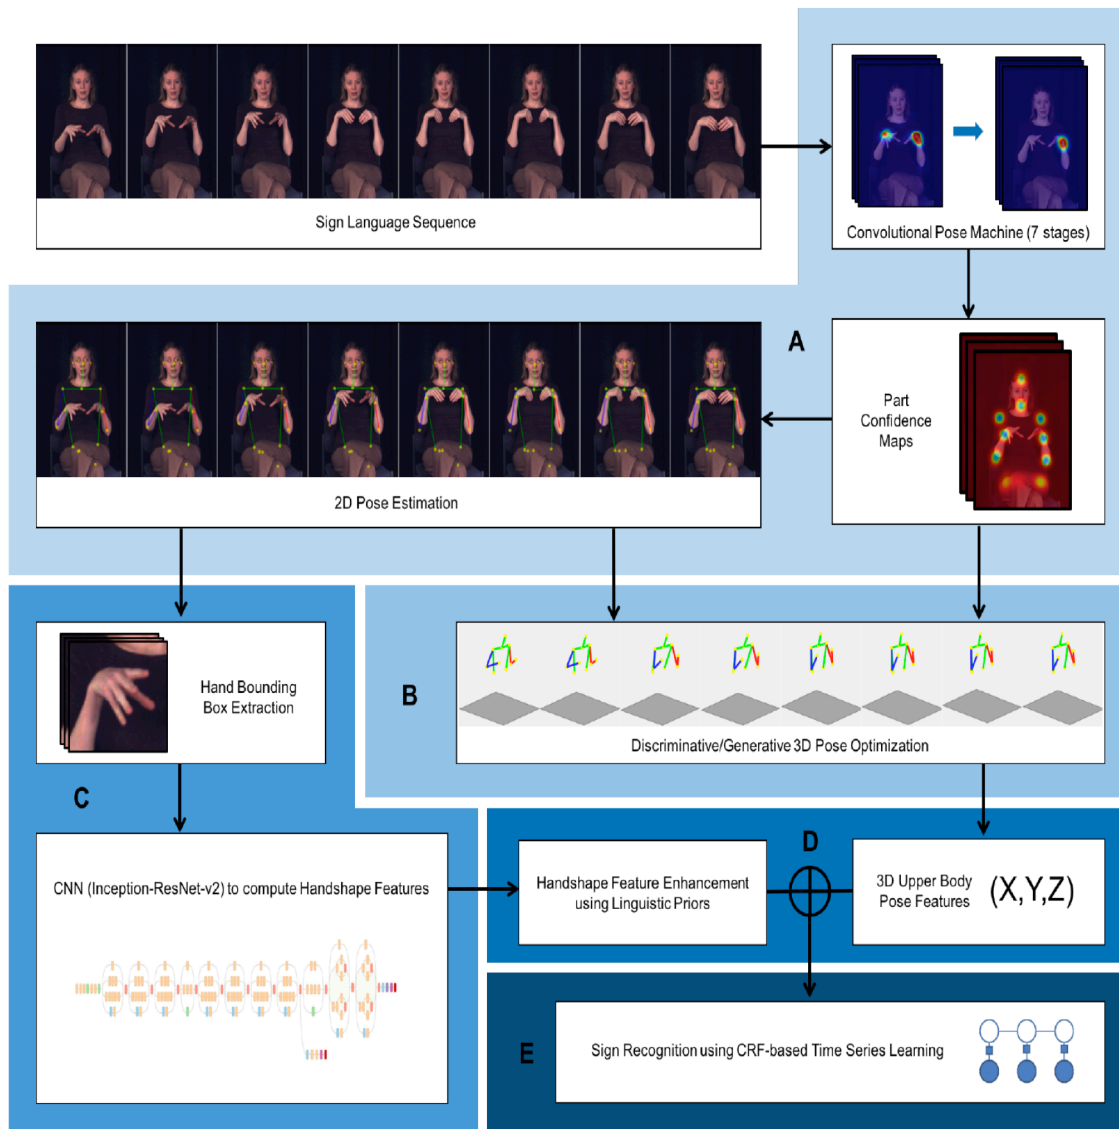 Sign Language Sequence
Convolutional Pose Machine (7 stages)
A
Part
Confidence
Maps
2D Pose Estimation
Hand Bounding
Box Extraction
B
Discriminative/Generative 3D Pose Optimization
C
CNN (Inception-ResNet-v2) to compute Handshape Features
Handshape Feature Enhancement
using Linguistic Priors
D
3D Upper Body
Pose Features
(X,Y,Z)
E
Sign Recognition using CRF-based Time Series Learning